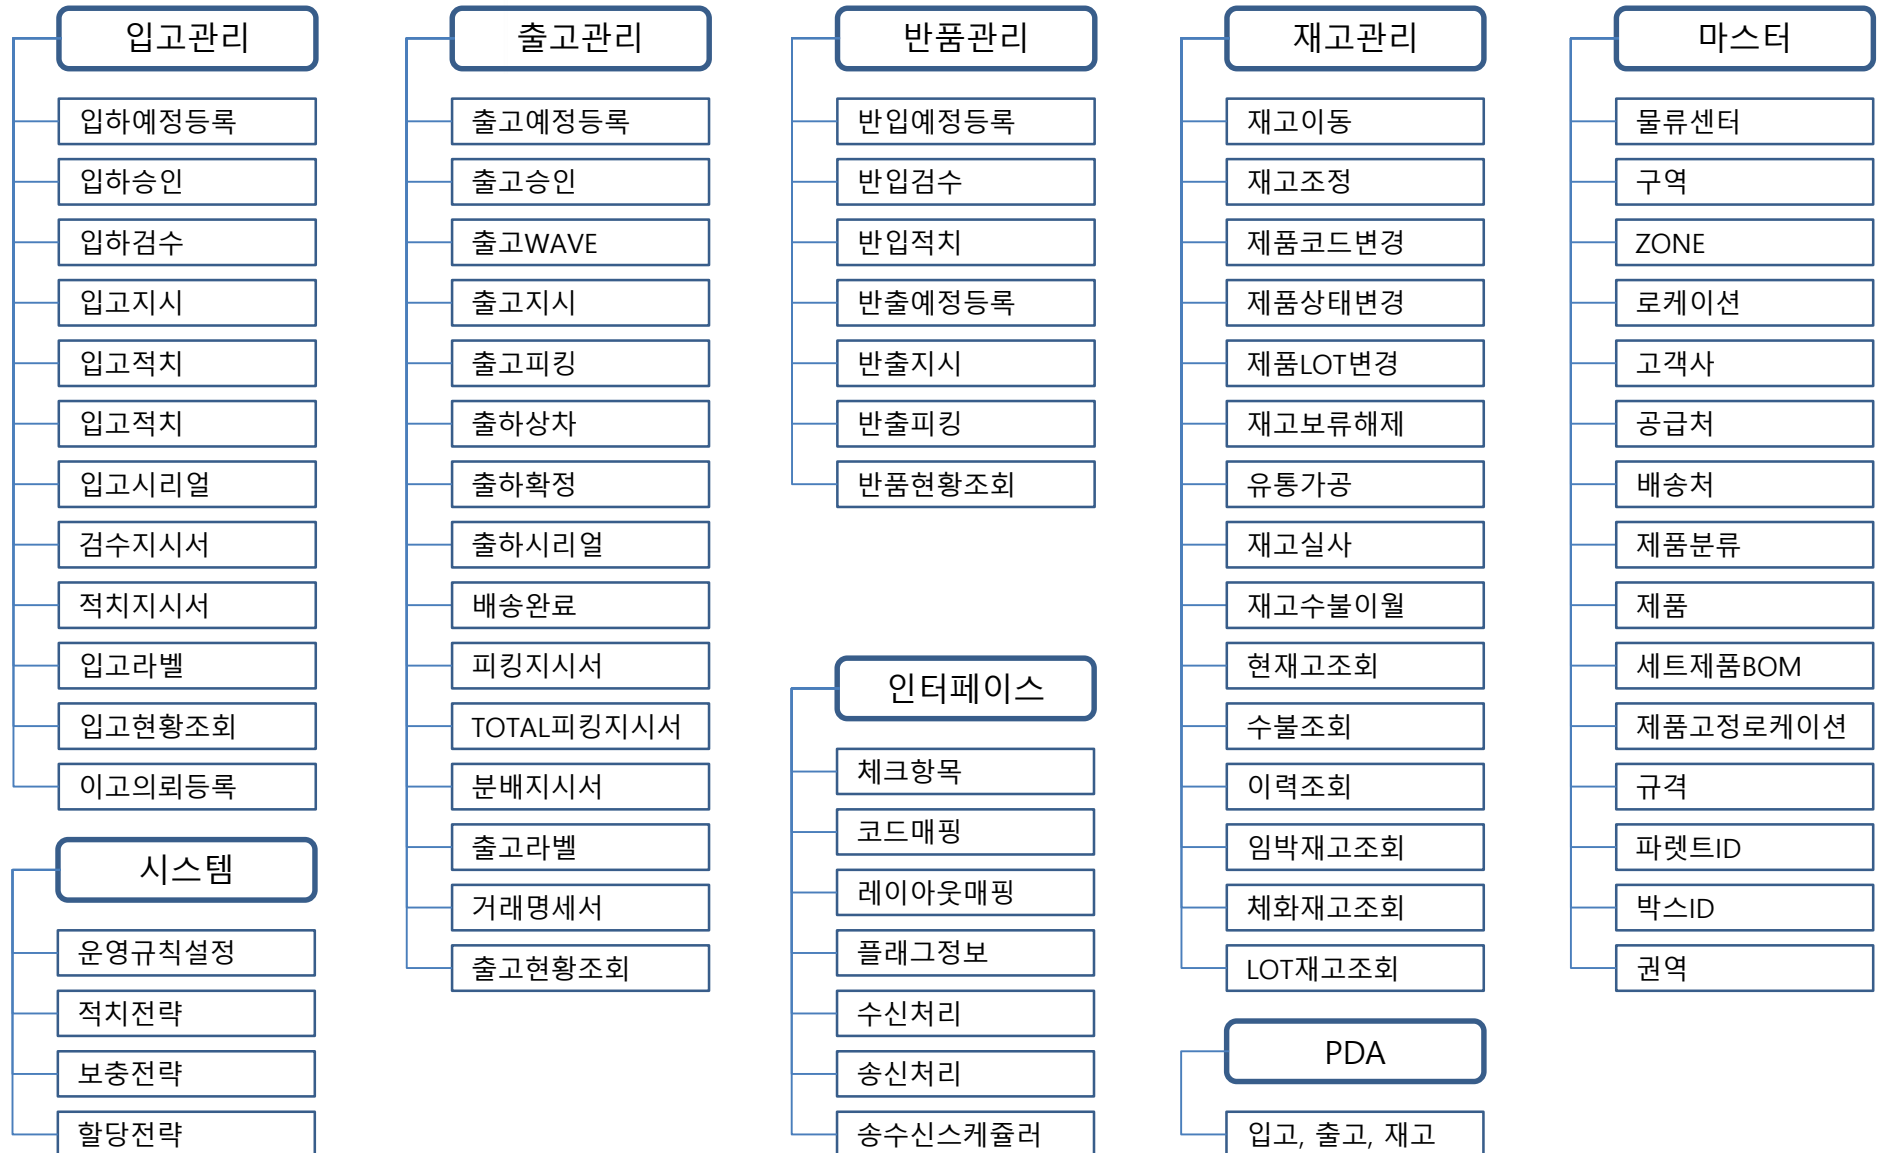 입고관리
입하예정등록
입하승인
입하검수
입고지시
입고적치
입고적치
입고시리얼
검수지시서
적치지시서
입고라벨
입고현황조회
이고의뢰등록
시스템
운영규칙설정
적치전략
보충전략
할당전략
출고관리
출고예정등록
출고승인
출고WAVE
출고지시
출고피킹
출하상차
출하확정
출하시리얼
배송완료
피킹지시서
TOTAL피킹지시서
분배지시서
출고라벨
거래명세서
출고현황조회
반품관리
반입예정등록
반입검수
반입적치
반출예정등록
반출지시
반출피킹
반품현황조회
인터페이스
체크항목
코드매핑
레이아웃매핑
플래그정보
수신처리
송신처리
송수신스케쥴러
재고관리
재고이동
재고조정
제품코드변경
제품상태변경
제품LOT변경
재고보류해제
유통가공
재고실사
재고수불이월
현재고조회
수불조회
이력조회
임박재고조회
체화재고조회
LOT재고조회
PDA
입고, 출고, 재고
마스터
물류센터
구역
ZONE
로케이션
고객사
공급처
배송처
제품분류
제품
세트제품BOM
제품고정로케이션
규격
파렛트ID
박스ID
권역